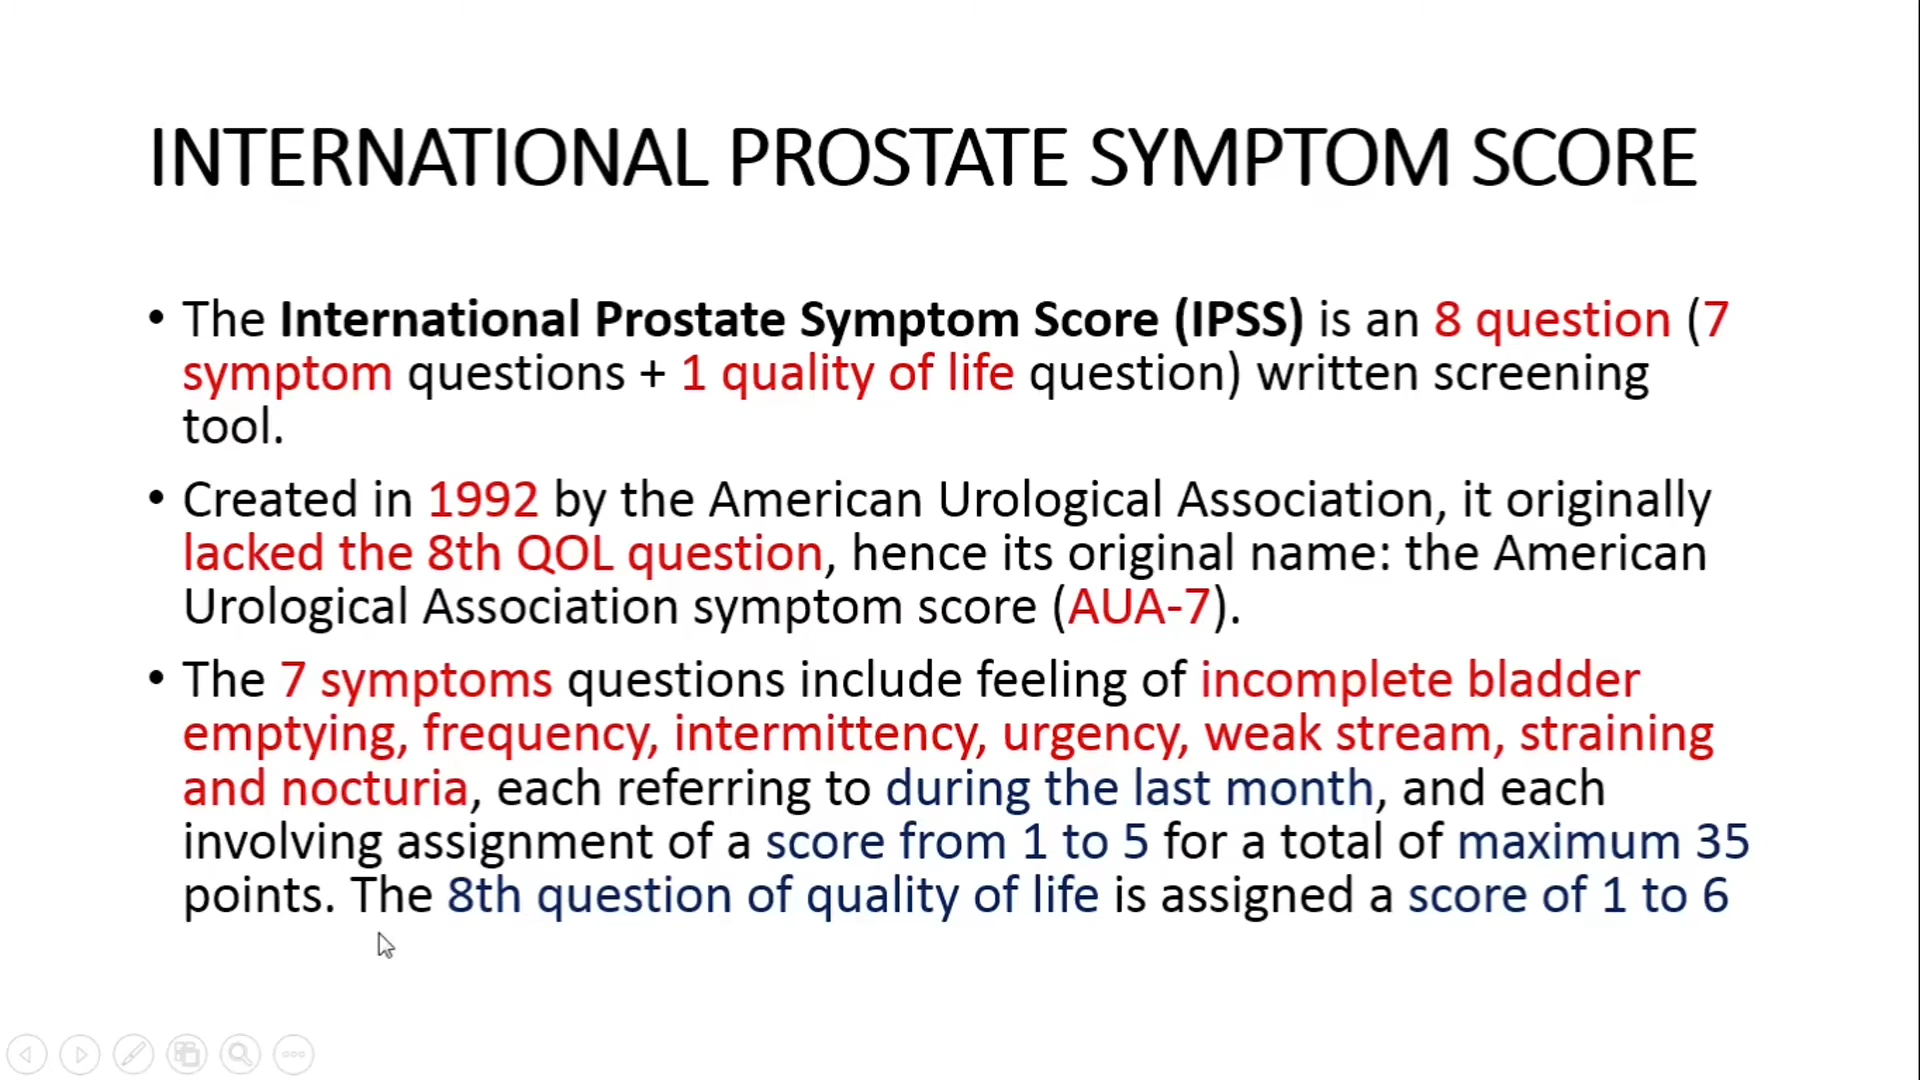 INTERNATIONAL PROSTATE SYMPTOM SCORE
• The International Prostate Symptom Score (IPSS) is an 8 question (7
symptom questions + 1 quality of life question) written screening
tool.
• Created in 1992 by the American Urological Association, it originally
lacked the 8th QOL question, hence its original name: the American
Urological Association symptom score (AUA-7).
• The 7 symptoms questions include feeling of incomplete bladder
emptying, frequency, intermittency, urgency, weak stream, straining
and nocturia, each referring to during the last month, and each
involving assignment of a score from 1 to 5 for a total of maximum 35
points. The 8th question of quality of life is assigned a score of 1 to 6